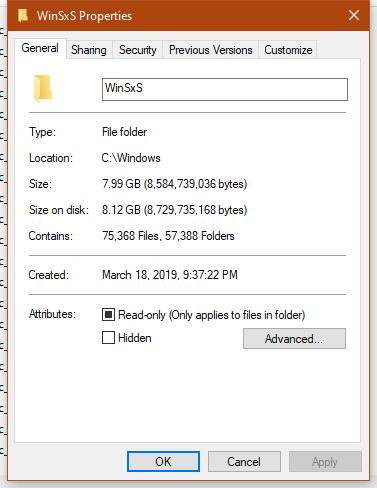 WinSxS Properties
General Sharing Security Previous Versions Customize
WinSxS
Type: File folder
Location: C:\Windows
Size: 7.99 GB (8,584,739,036 bytes)
Size on disk: 8.12 GB (8,729,735,168 bytes)
Contains: 75,368 Files, 57,388 Folders
Created: March 18, 2019, 9:37:22 PM
Attributes: Read-only (Only applies to files in folder)
Hidden Advanced...
OK Cancel Apply